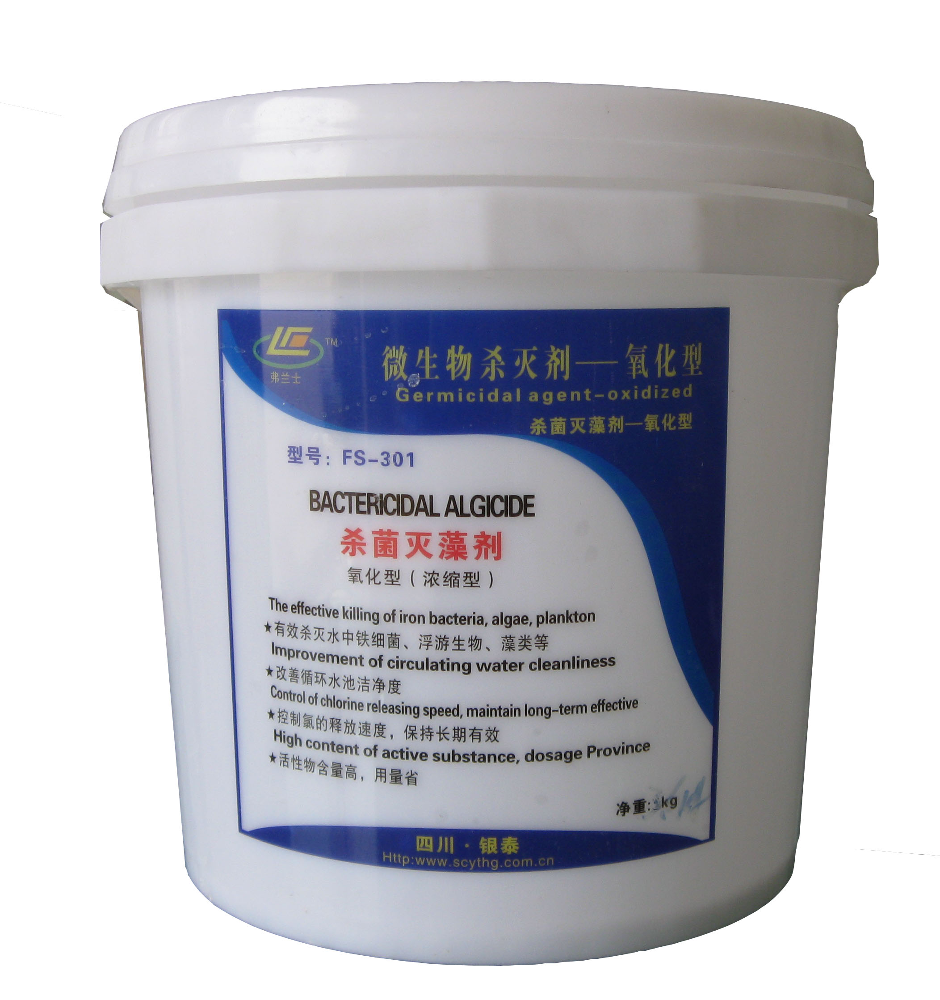 TM
弗兰士
微生物杀灭剂——氧化型
Germicidal agent-oxidized
杀菌灭藻剂—氧化型
型号：FS-301
BACTERICIDAL ALGICIDE
杀菌灭藻剂
氧化型（浓缩型）
The effective killing of iron bacteria, algae, plankton
★有效杀灭水中铁细菌、浮游生物、藻类等
Improvement of circulating water cleanliness
★改善循环水池洁净度
Control of chlorine releasing speed, maintain long-term effective
★控制氯的释放速度，保持长期有效
High content of active substance, dosage Province
★活性物含量高，用量省
净重: kg
四川·银泰
Http:www.scythg.com.cn